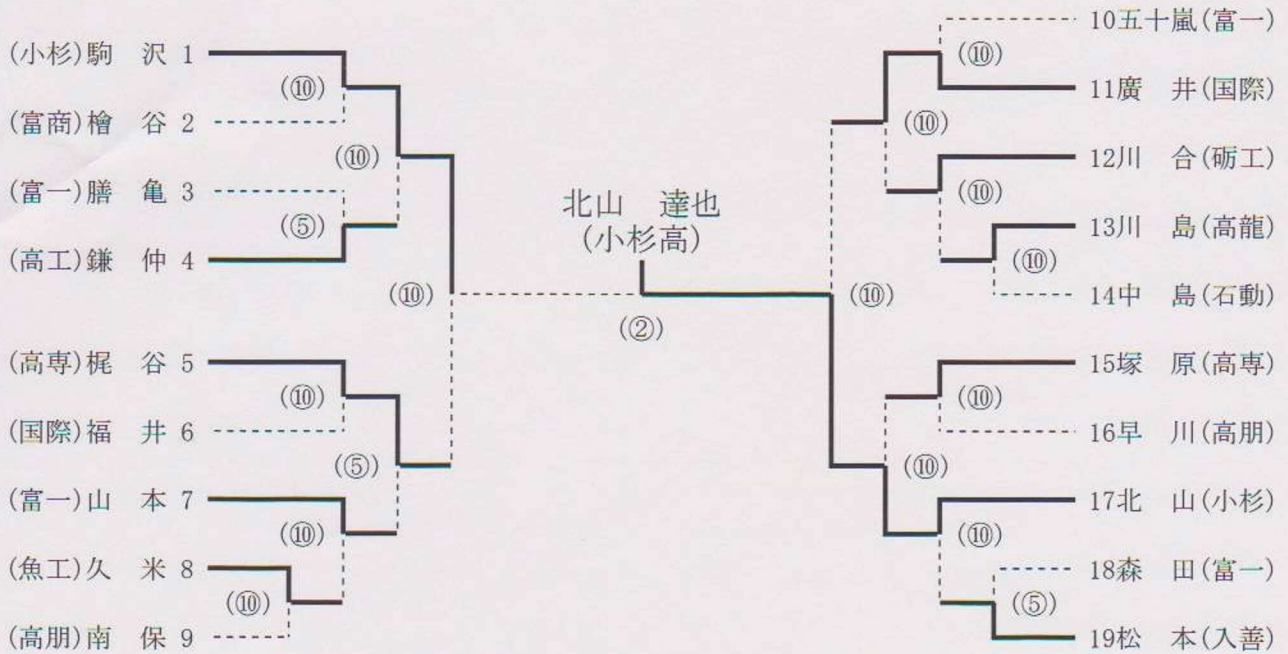 (小杉)駒　沢 1
(⑩)
(富商)檜　谷 2
(⑩)
(富一)膳　亀 3
(⑤)
(高工)鎌　仲 4
(⑩)
(高専)梶　谷 5
(⑩)
(国際)福　井 6
(⑤)
(富一)山　本 7
(⑩)
(魚工)久　米 8
(⑩)
(高朋)南　保 9
北山　達也
(小杉高)
(②)
10五十嵐(富一)
(⑩)
11廣　井(国際)
(⑩)
12川　合(砺工)
(⑩)
13川　島(高龍)
(⑩)
14中　島(石動)
(⑩)
15塚　原(高専)
(⑩)
16早　川(高朋)
(⑩)
17北　山(小杉)
(⑩)
18森　田(富一)
(⑤)
19松　本(入善)